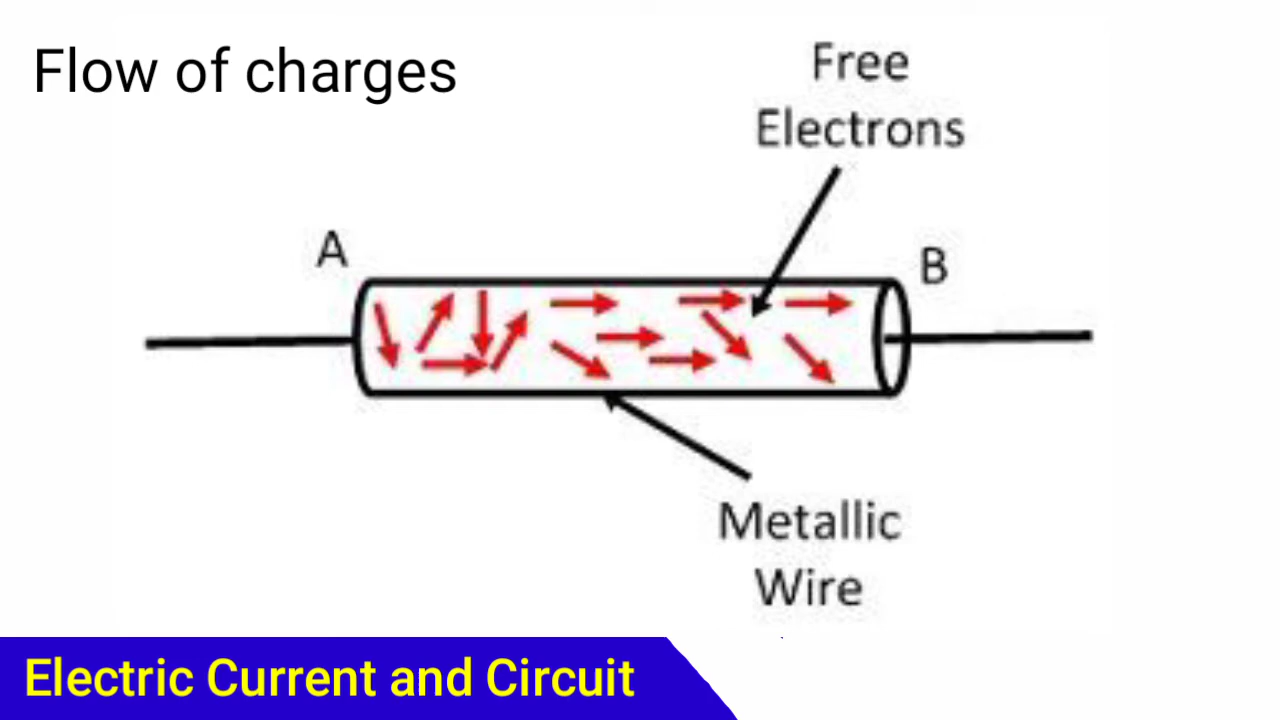 Flow of charges
Free
Electrons
A
B
Metallic
Wire
Electric Current and Circuit